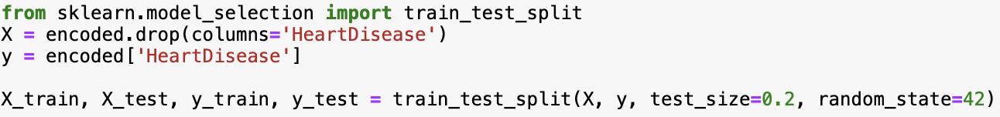 from sklearn.model_selection import train_test_split
X = encoded.drop(columns='HeartDisease')
y = encoded['HeartDisease']
X_train, X_test, y_train, y_test = train_test_split(X, y, test_size=0.2, random_state=42)